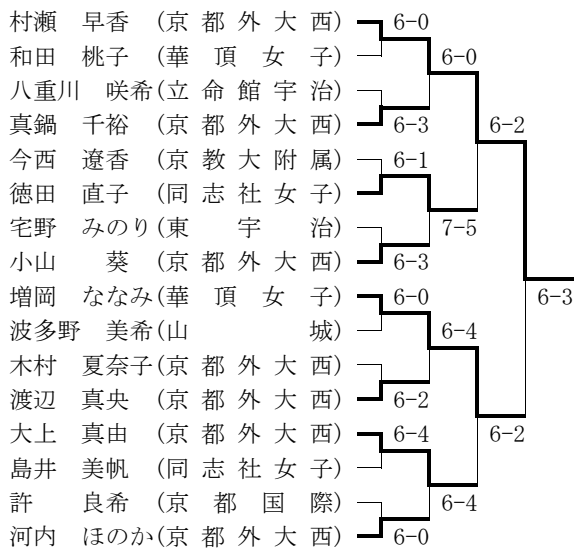 村瀬 早香 (京都外大西) 6-0
和田 桃子 (華頂女子) 6-0
八重川 咲希(立命館宇治)
真鍋 千裕 (京都外大西) 6-3 6-2
今西 遼香 (京教大附属) 6-1
徳田 直子 (同志社女子)
宅野 みのり(東宇治) 7-5
小山 葵 (京都外大西) 6-3
増岡 ななみ(華頂女子) 6-0 6-3
波多野 美希(山城) 6-4
木村 夏奈子(京都外大西)
渡辺 真央 (京都外大西) 6-2
大上 真由 (京都外大西) 6-4 6-2
島井 美帆 (同志社女子)
許 良希 (京都国際) 6-4
河内 ほのか(京都外大西) 6-0